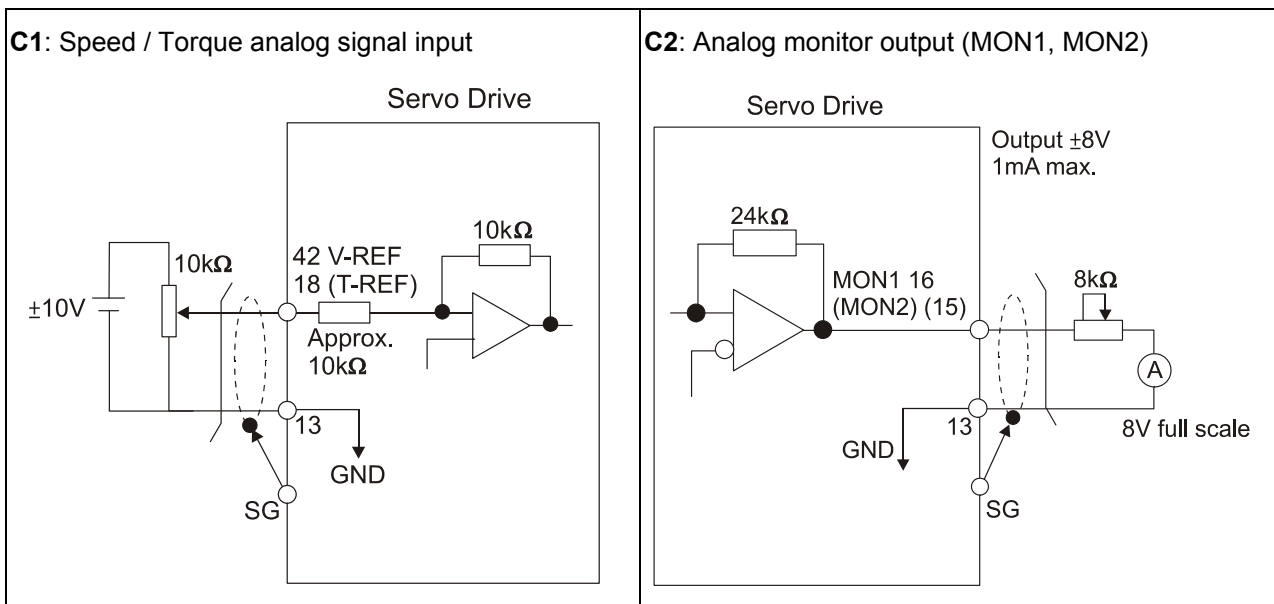 C1: Speed / Torque analog signal input
Servo Drive
10kΩ
42 V-REF
18 (T-REF)
10kΩ
±10V
Approx.
10kΩ
13
GND
SG
C2: Analog monitor output (MON1, MON2)
Servo Drive
Output ±8V
1mA max.
24kΩ
MON1 16
(MON2) (15)
8kΩ
A
13
8V full scale
GND
SG